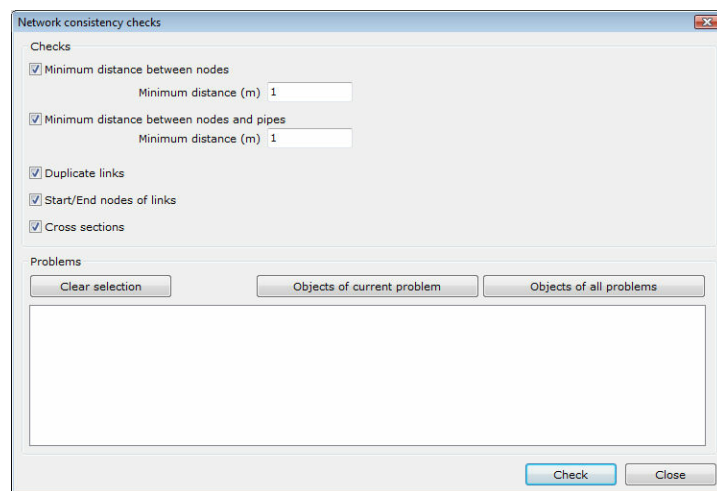 Network consistency checks
Checks
Minimum distance between nodes
Minimum distance (m) 1
Minimum distance between nodes and pipes
Minimum distance (m) 1
Duplicate links
Start/End nodes of links
Cross sections
Problems
Clear selection Objects of current problem Objects of all problems
Check Close